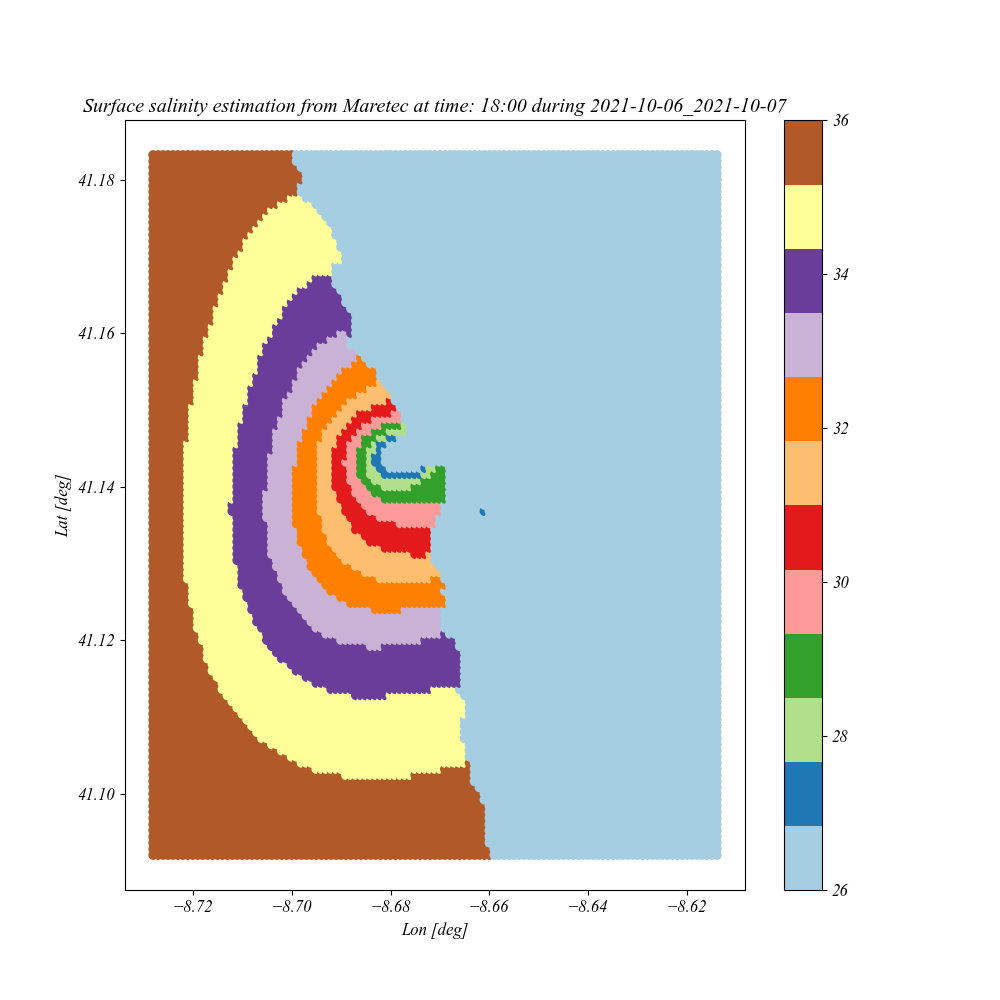 Surface salinity estimation from Maretec at time: 18:00 during 2021-10-06_2021-10-07
36
41.18
34
41.16
32
Lat [deg]
41.14
30
41.12
28
41.10
26
−8.72 −8.70 −8.68 −8.66 −8.64 −8.62
Lon [deg]